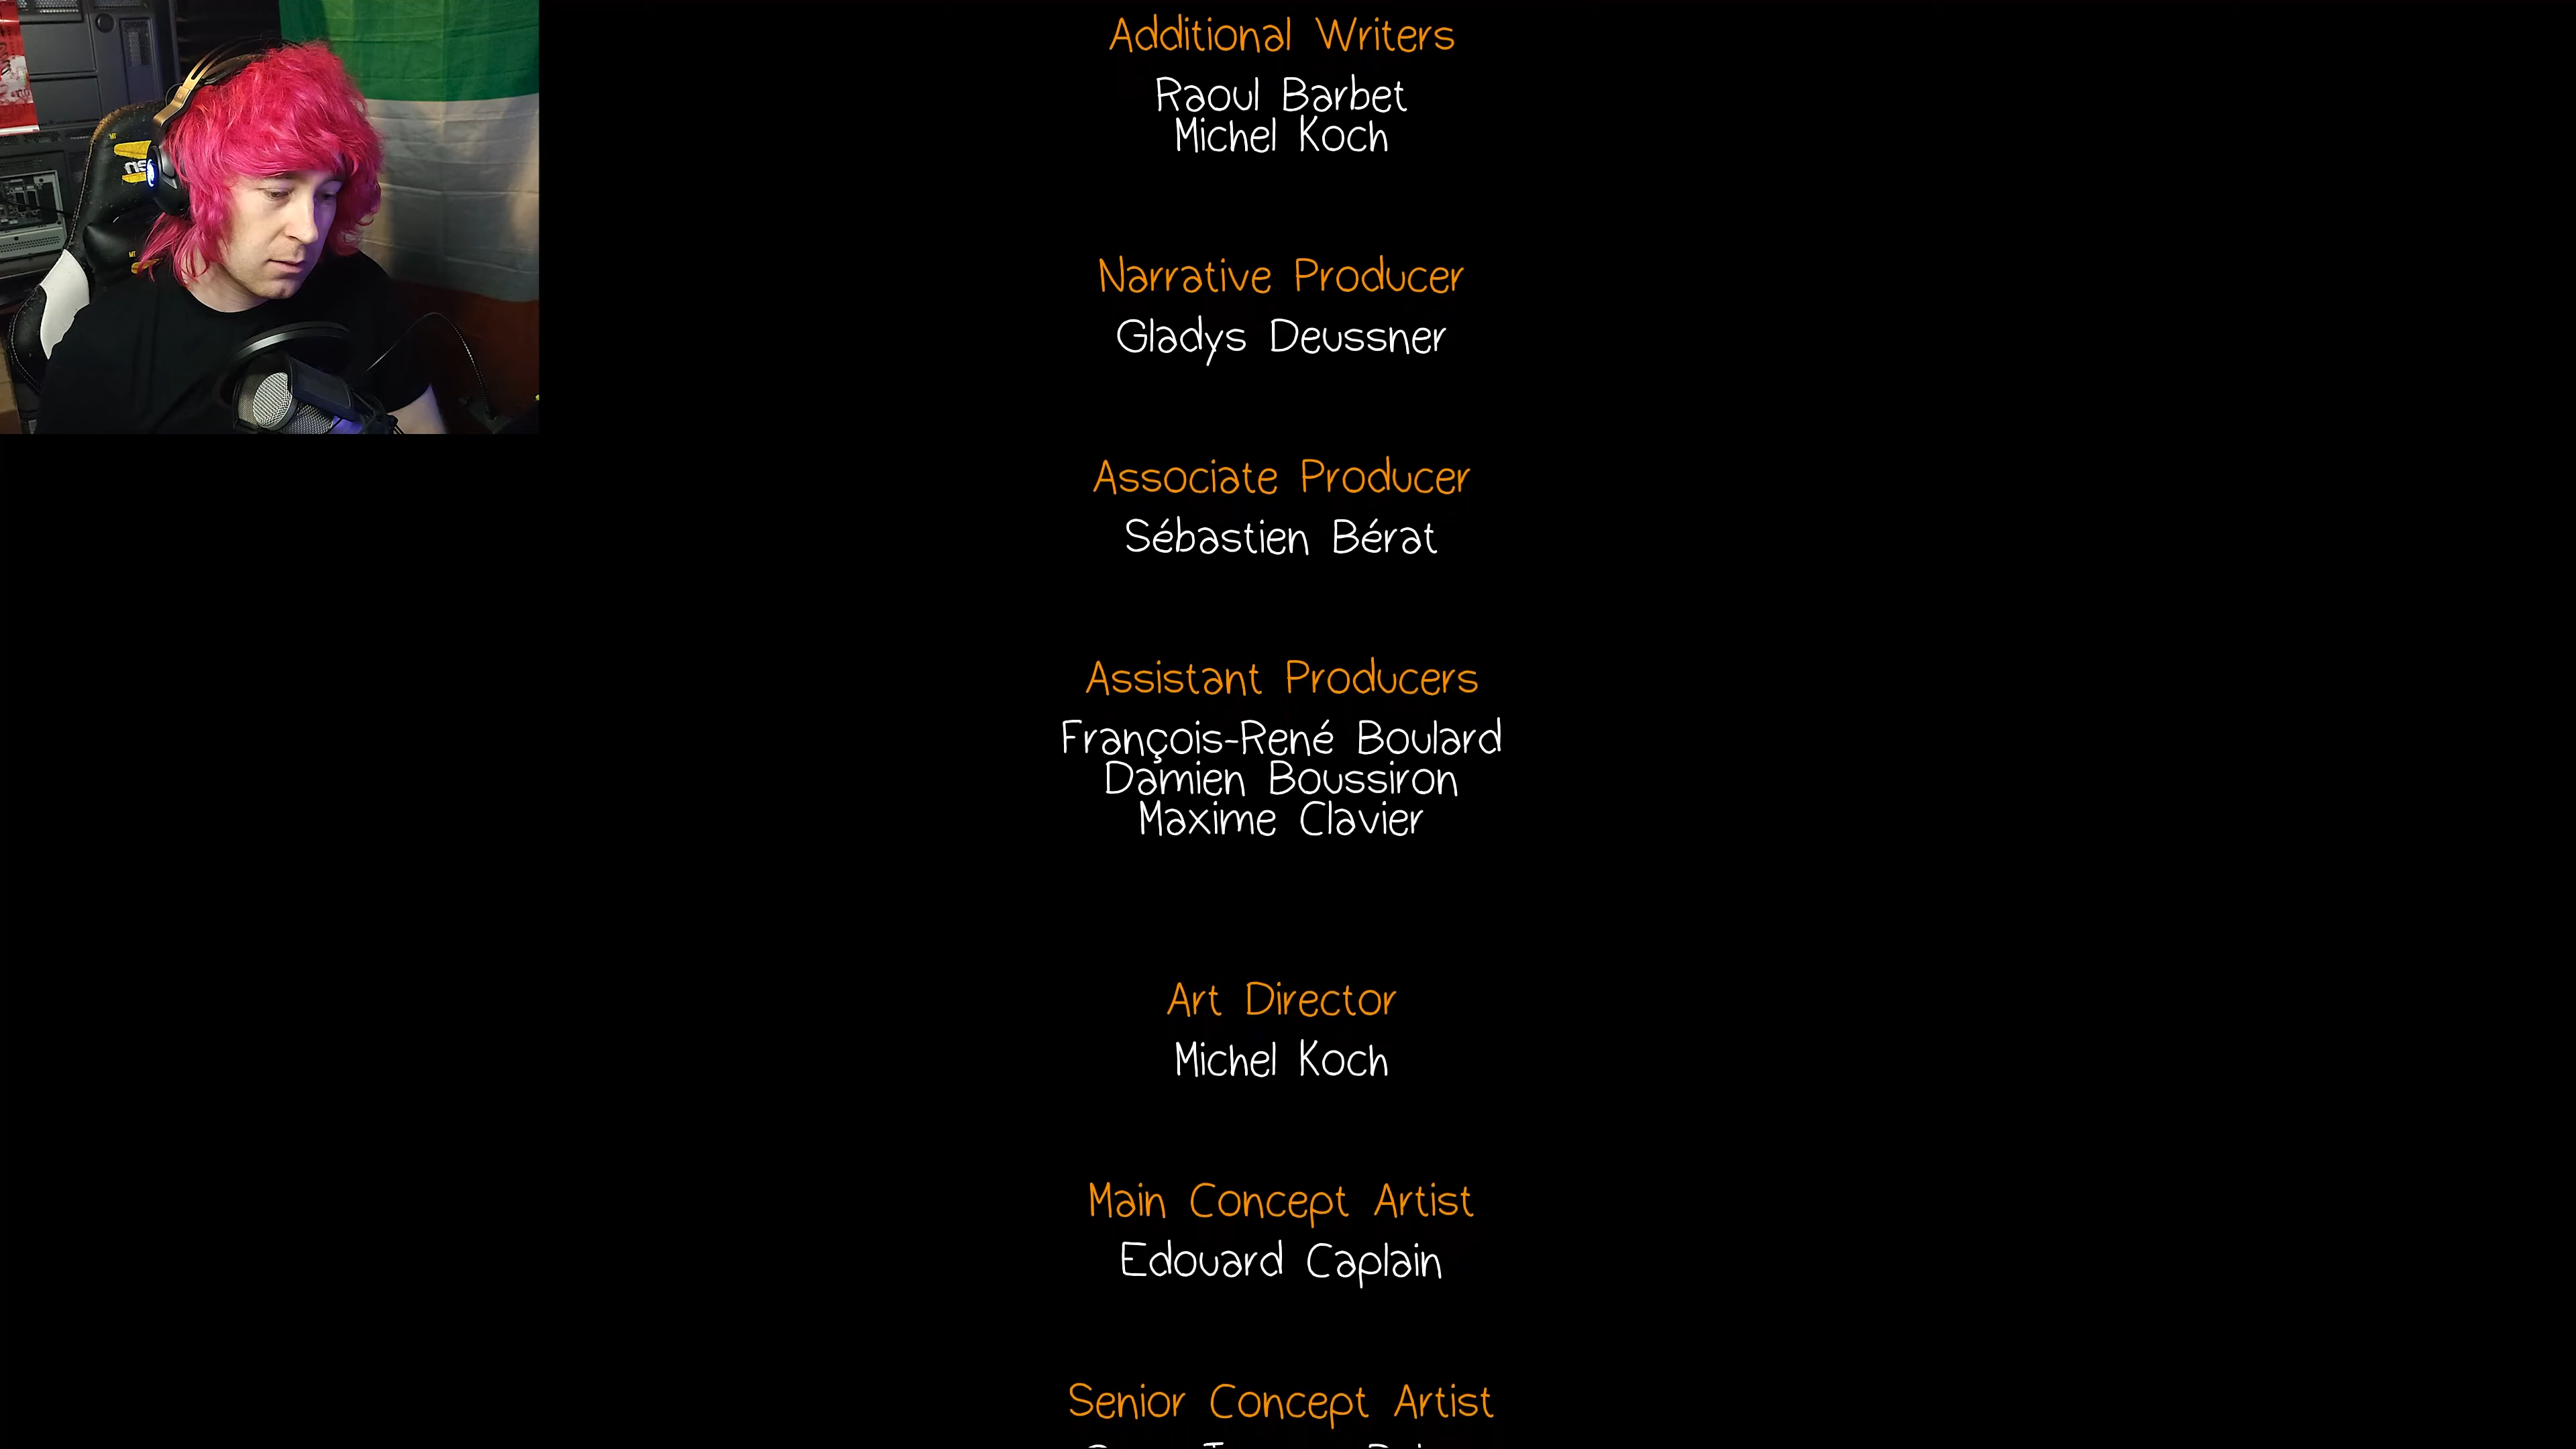 Additional Writers
Raoul Barbet
Michel Koch
Narrative Producer
Gladys Deussner
Associate Producer
Sébastien Bérat
Assistant Producers
François-René Boulard
Damien Boussiron
Maxime Clavier
Art Director
Michel Koch
Main Concept Artist
Edouard Caplain
Senior Concept Artist